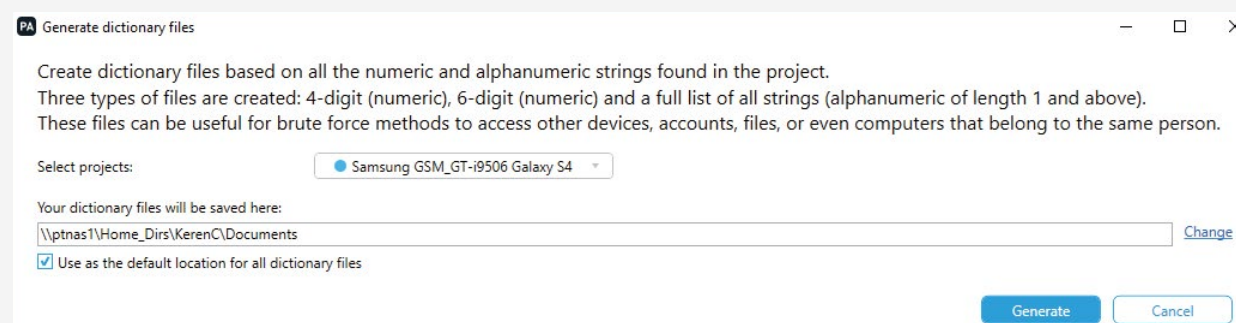 PA Generate dictionary files
Create dictionary files based on all the numeric and alphanumeric strings found in the project.
Three types of files are created: 4-digit (numeric), 6-digit (numeric) and a full list of all strings (alphanumeric of length 1 and above).
These files can be useful for brute force methods to access other devices, accounts, files, or even computers that belong to the same person.
Select projects: Samsung GSM_GT-i9506 Galaxy S4
Your dictionary files will be saved here:
\\ptnas1\Home_Dirs\KerenC\Documents Change
Use as the default location for all dictionary files
Generate Cancel